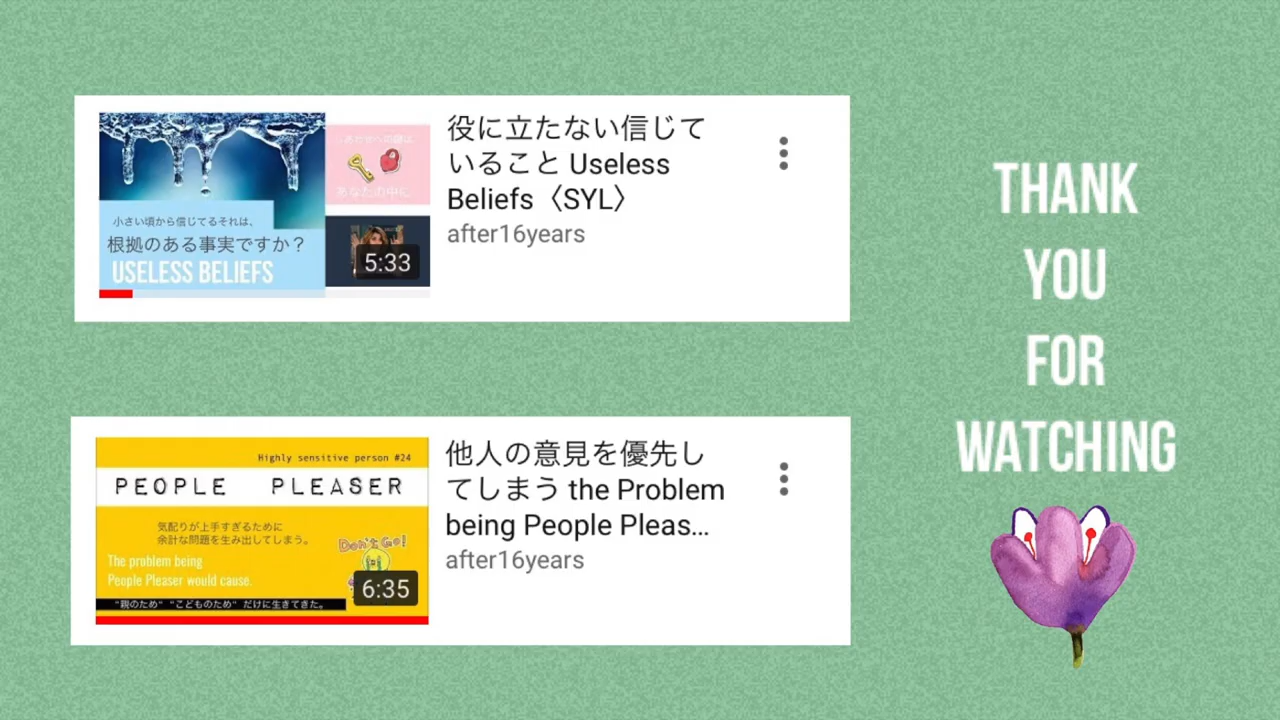 小さい頃から信じてるそれは、
根拠のある事実ですか？
USELESS BELIEFS
あなたの中に
5:33
役に立たない信じて
いること Useless
Beliefs〈SYL〉
after16years
Highly sensitive person #24
PEOPLE PLEASER
気配りが上手すぎるために
余計な問題を生み出してしまう。
The problem being
People Pleaser would cause.
Don't Go!
"親のため" "こどものため" だけに生きてきた。
6:35
他人の意見を優先し
てしまう the Problem
being People Pleas...
after16years
THANK
YOU
FOR
WATCHING